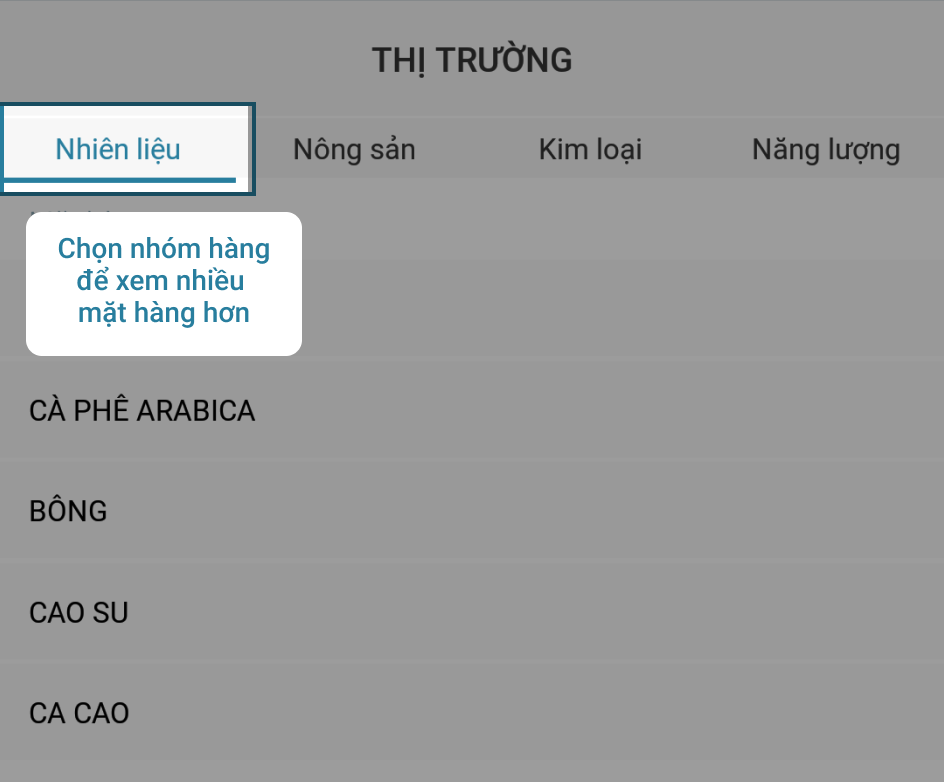 THỊ TRƯỜNG
Nhiên liệu
Nông sản
Kim loại
Năng lượng
Chọn nhóm hàng
để xem nhiều
mặt hàng hơn
CÀ PHÊ ARABICA
BÔNG
CAO SU
CA CAO